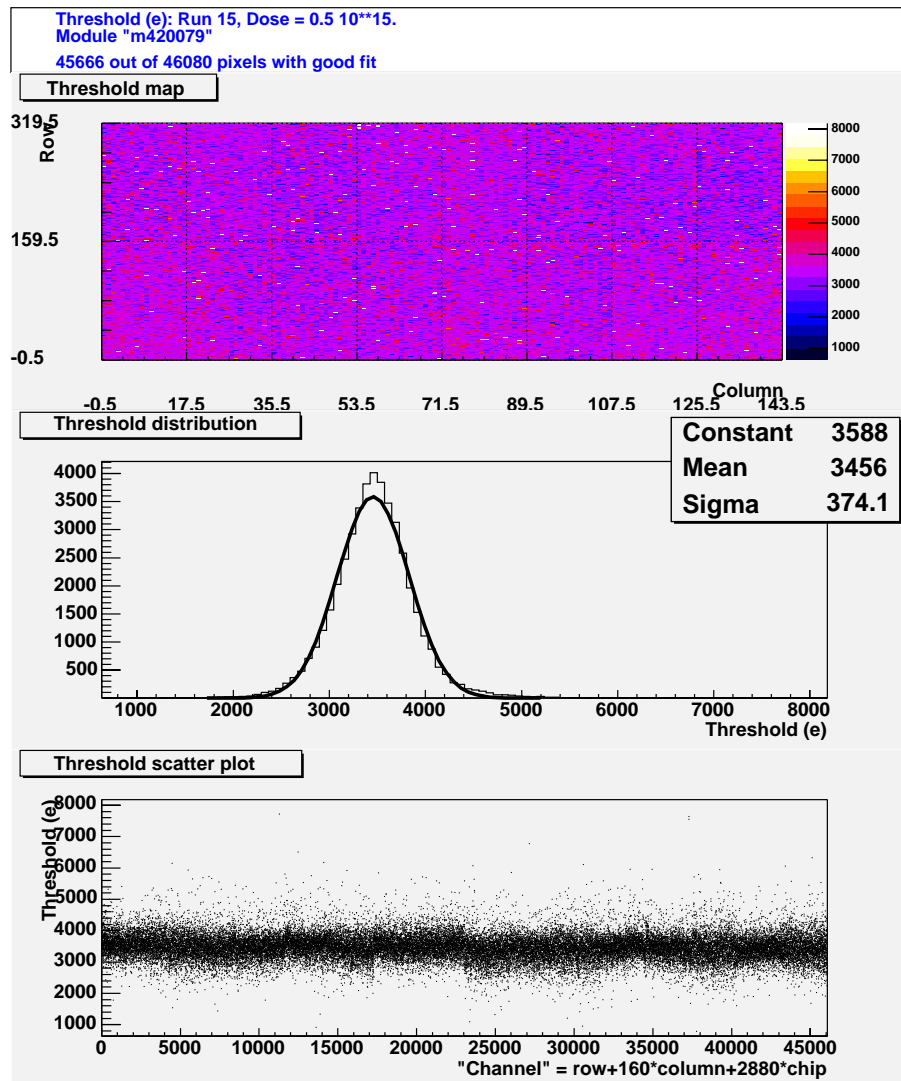 Threshold (e): Run 15, Dose = 0.5 10**15.
Module "m420079"
45666 out of 46080 pixels with good fit
Threshold map
319.5
159.5
-0.5
Row
8000
7000
6000
5000
4000
3000
2000
1000
Column
-0.5 17.5 35.5 53.5 71.5 89.5 107.5 125.5 143.5
Threshold distribution
Constant 3588
Mean 3456
Sigma 374.1
4000
3500
3000
2500
2000
1500
1000
500
1000 2000 3000 4000 5000 6000 7000 8000
Threshold (e)
Threshold scatter plot
Threshold (e)
8000
7000
6000
5000
4000
3000
2000
1000
0 5000 10000 15000 20000 25000 30000 35000 40000 45000
"Channel" = row+160*column+2880*chip